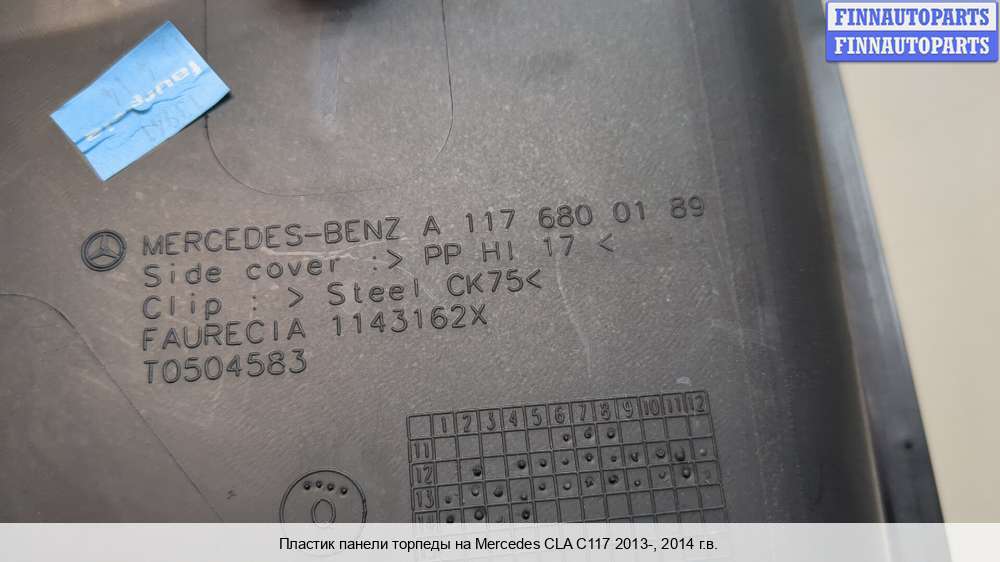 FINNAUTOPARTS
FINNAUTOPARTS
MERCEDES-BENZ A 117 680 01 89
Side cover :> PP HI 17 <
Clip : > Steel CK75<
FAURECIA 1143162X
T0504583
1 2 3 4 5 6 7 8 9 10 11 12
11
12
13
Q
Пластик панели торпеды на Mercedes CLA C117 2013-, 2014 г.в.